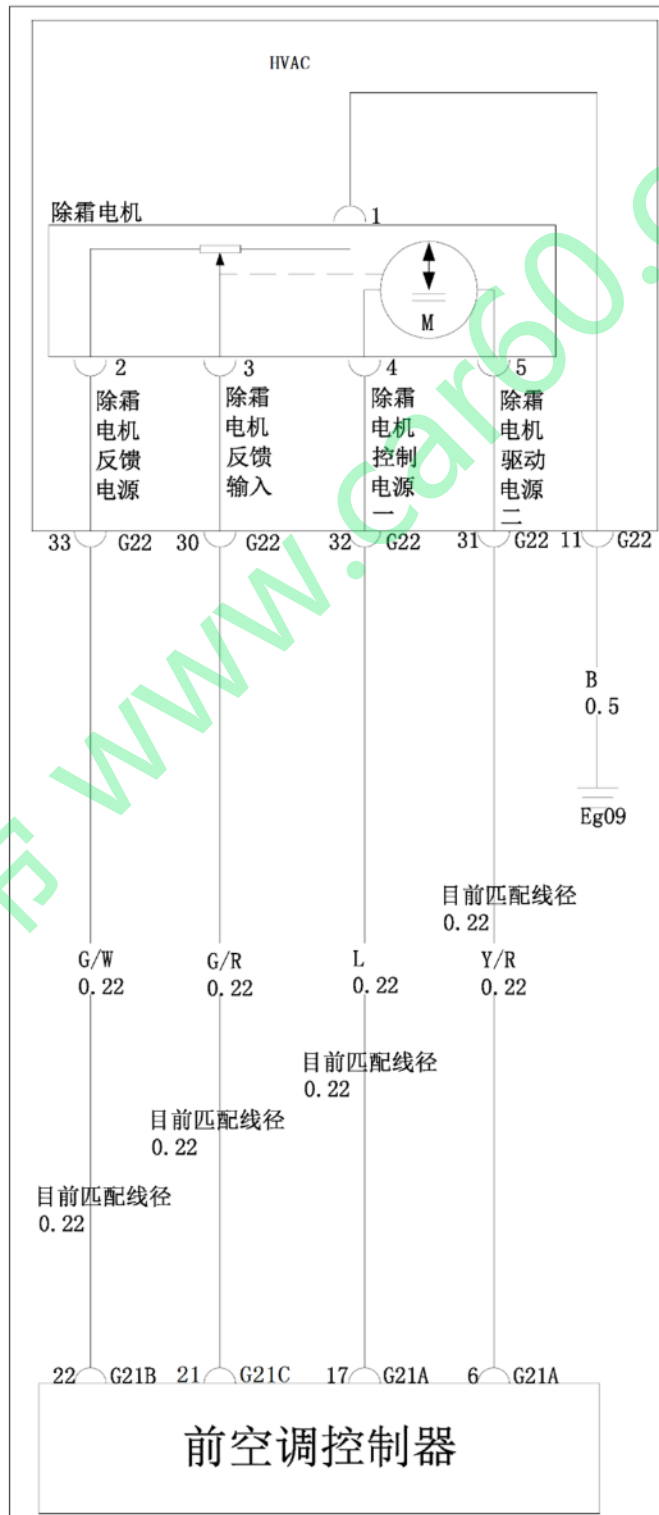 HVAC
除霜电机
1
M
2
3
4
5
除霜
电机
反馈
电源
除霜
电机
反馈
输入
除霜
电机
控制
电源
一
除霜
电机
驱动
电源
二
33 G22
30 G22
32 G22
31 G22
11 G22
B
0.5
Eg09
目前匹配线径
0.22
G/W
0.22
G/R
0.22
L
0.22
Y/R
0.22
目前匹配线径
0.22
目前匹配线径
0.22
目前匹配线径
0.22
22 G21B
21 G21C
17 G21A
6 G21A
前空调控制器
www.car60.